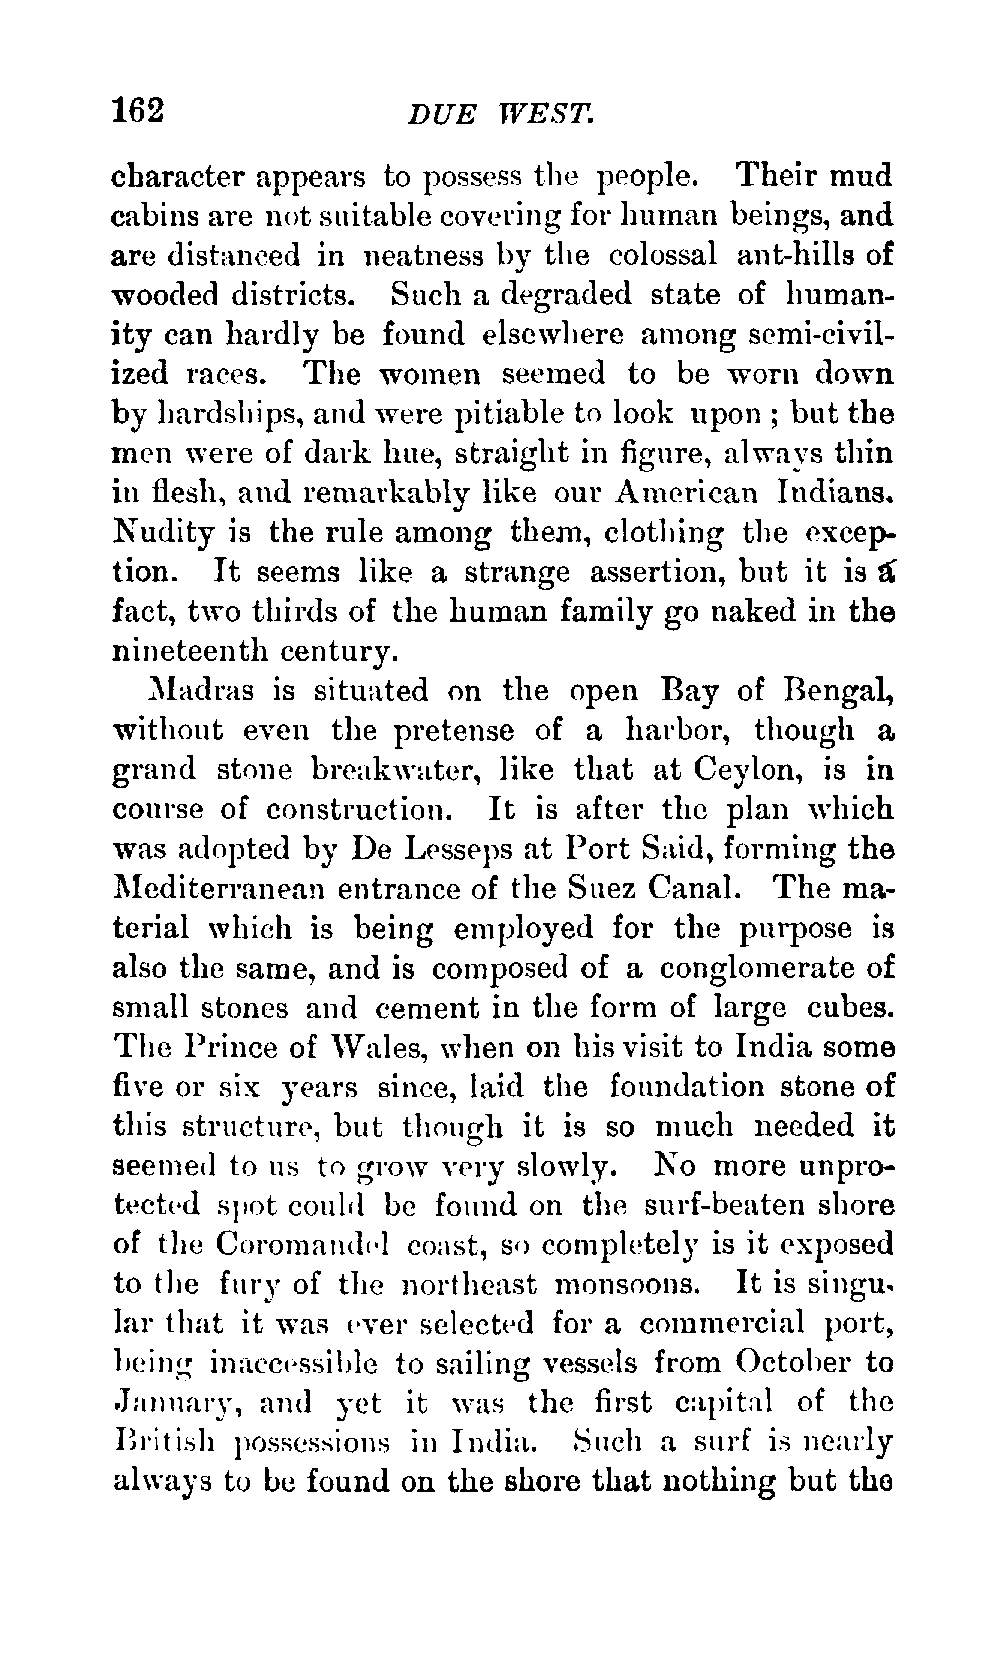 162 DUE WEST.
character appears to possess the people. Their mud
cabins are not suitable covering for human beings, and
are distanced in neatness by the colossal ant-hills of
wooded districts. Such a degraded state of human-
ity can hardly be found elsewhere among semi-civil-
ized races. The women seemed to be worn down
by hardships, and were pitiable to look upon ; but the
men were of dark hue, straight in figure, always thin
in flesh, and remarkably like our American Indians.
Nudity is the rule among them, clothing the excep-
tion. It seems like a strange assertion, but it is a
fact, two thirds of the human family go naked in the
nineteenth century.
Madras is situated on the open Bay of Bengal,
without even the pretense of a harbor, though a
grand stone breakwater, like that at Ceylon, is in
course of construction. It is after the plan which
was adopted by De Lesseps at Port Said, forming the
Mediterranean entrance of the Suez Canal. The ma-
terial which is being employed for the purpose is
also the same, and is composed of a conglomerate of
small stones and cement in the form of large cubes.
The Prince of Wales, when on his visit to India some
five or six years since, laid the foundation stone of
this structure, but though it is so much needed it
seemed to us to grow very slowly. No more unpro-
tected spot could be found on the surf-beaten shore
of the Coromandel coast, so completely is it exposed
to the fury of the northeast monsoons. It is singu-
lar that it was ever selected for a commercial port,
being inaccessible to sailing vessels from October to
January, and yet it was the first capital of the
British possessions in India. Such a surf is nearly
always to be found on the shore that nothing but the